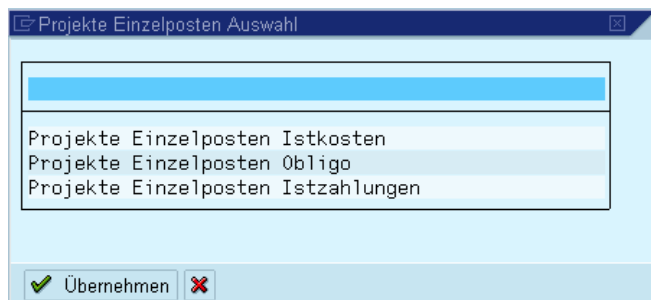 Projekte Einzelposten Auswahl
Projekte Einzelposten Istkosten
Projekte Einzelposten Obligo
Projekte Einzelposten Istzahlungen
Übernehmen